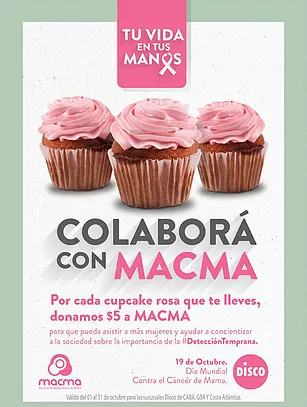 TU VIDA
EN TUS
MANOS
COLABORÁ
CON MACMA
Por cada cupcake rosa que te lleves,
donamos $5 a MACMA
para que pueda asistir a más mujeres y ayudar a concientizar
a la sociedad sobre la importancia de la #DetecciónTemprana.
19 de Octubre.
Día Mundial
Contra el Cáncer de Mama.
DISCO
macma
Válido del 01 al 31 de octubre para los sucursales Disco de CABA, GBA Y Costa Atlántica.